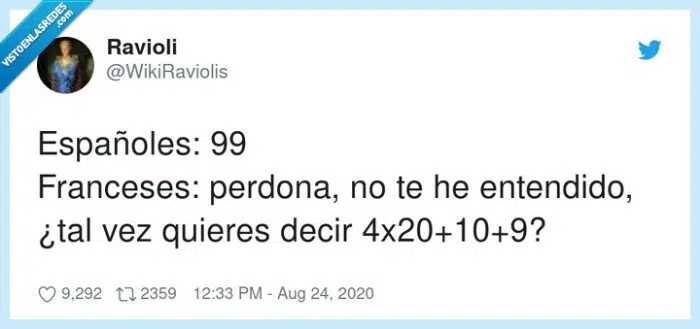 VISTOENLASREDES
.com
Ravioli
@WikiRaviolis
Españoles: 99
Franceses: perdona, no te he entendido,
¿tal vez quieres decir 4x20+10+9?
9,292 2359 12:33 PM - Aug 24, 2020